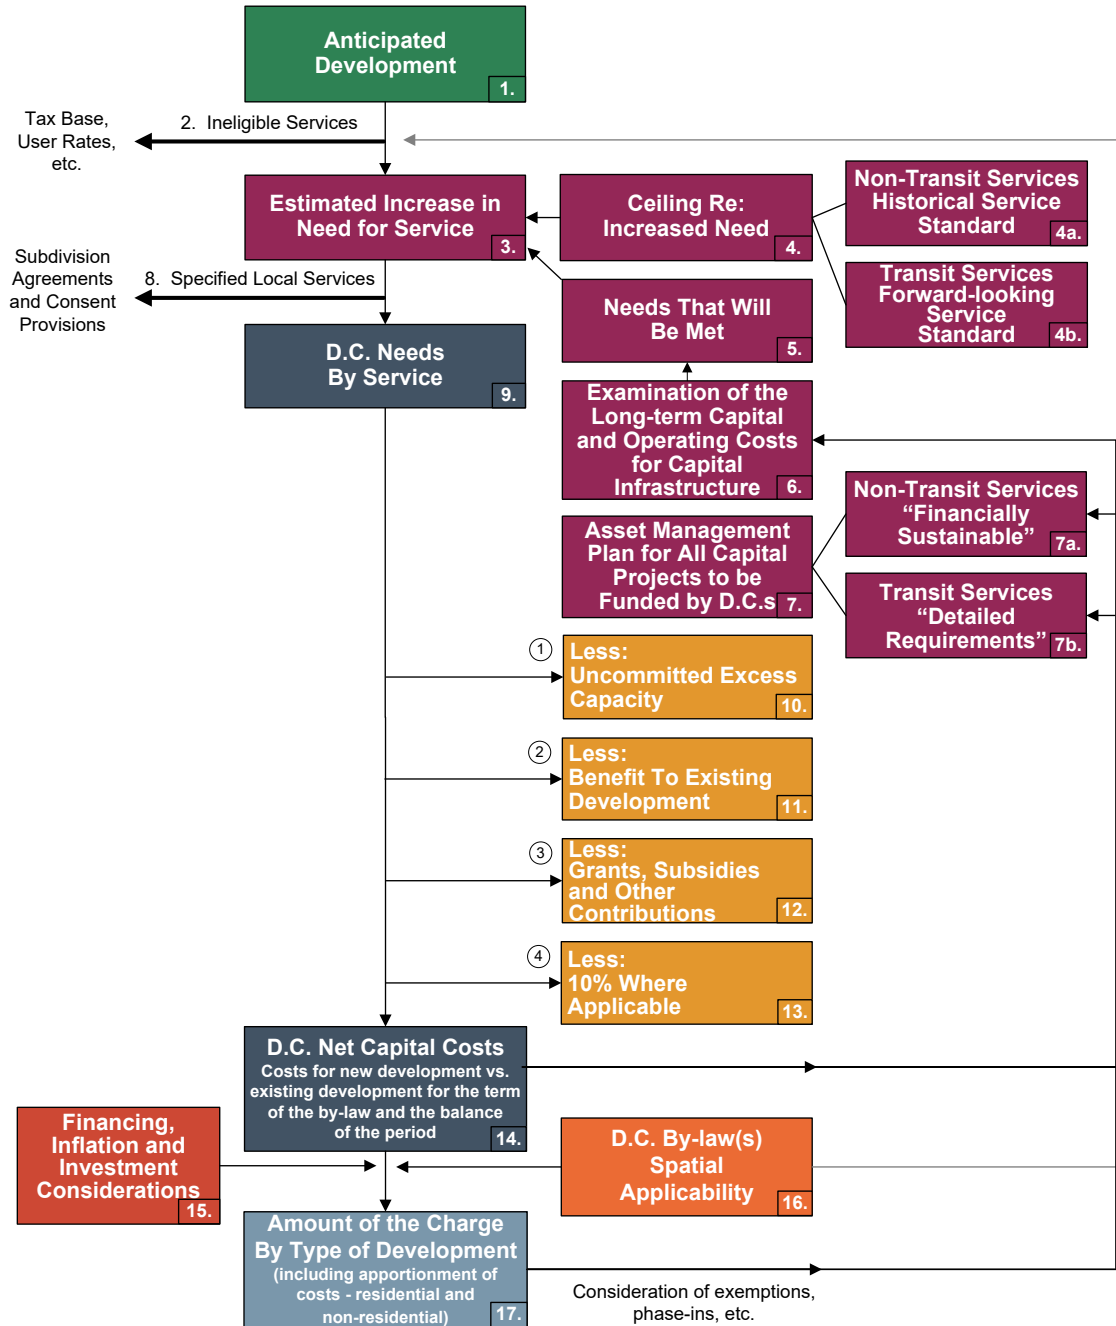 Anticipated
Development
1.
Tax Base,
User Rates,
etc.
2. Ineligible Services
Estimated Increase in
Need for Service
3.
Ceiling Re:
Increased Need
4.
Non-Transit Services
Historical Service
Standard
4a.
Transit Services
Forward-looking
Service
Standard
4b.
Subdivision
Agreements
and Consent
Provisions
8. Specified Local Services
Needs That Will
Be Met
5.
D.C. Needs
By Service
9.
Examination of the
Long-term Capital
and Operating Costs
for Capital
Infrastructure
6.
Asset Management
Plan for All Capital
Projects to be
Funded by D.C.s
7.
Non-Transit Services
“Financially
Sustainable”
7a.
Transit Services
“Detailed
Requirements”
7b.
1
Less:
Uncommitted Excess
Capacity
10.
2
Less:
Benefit To Existing
Development
11.
3
Less:
Grants, Subsidies
and Other
Contributions
12.
4
Less:
10% Where
Applicable
13.
D.C. Net Capital Costs
Costs for new development vs.
existing development for the term
of the by-law and the balance
of the period
14.
Financing,
Inflation and
Investment
Considerations
15.
D.C. By-law(s)
Spatial
Applicability
16.
Amount of the Charge
By Type of Development
(including apportionment of
costs - residential and
non-residential)
17.
Consideration of exemptions,
phase-ins, etc.